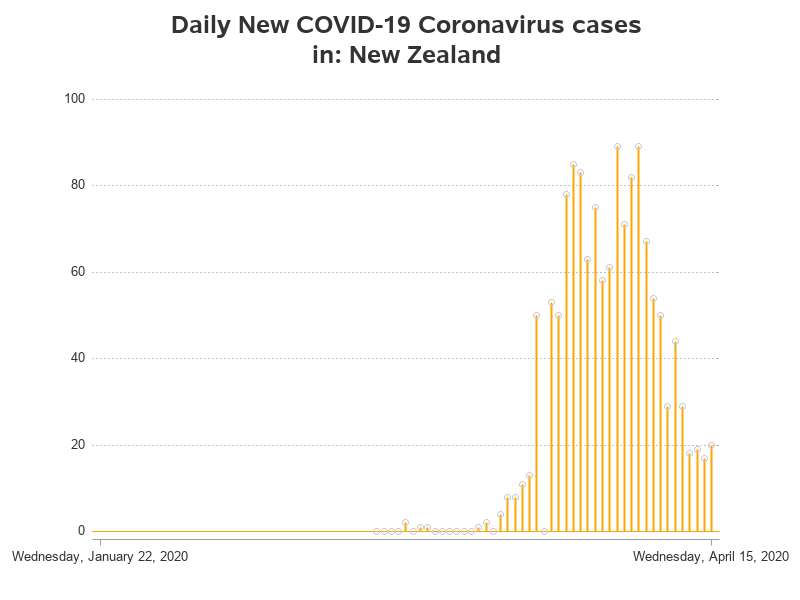 Daily New COVID-19 Coronavirus cases
in: New Zealand
100
80
60
40
20
0
Wednesday, January 22, 2020
Wednesday, April 15, 2020